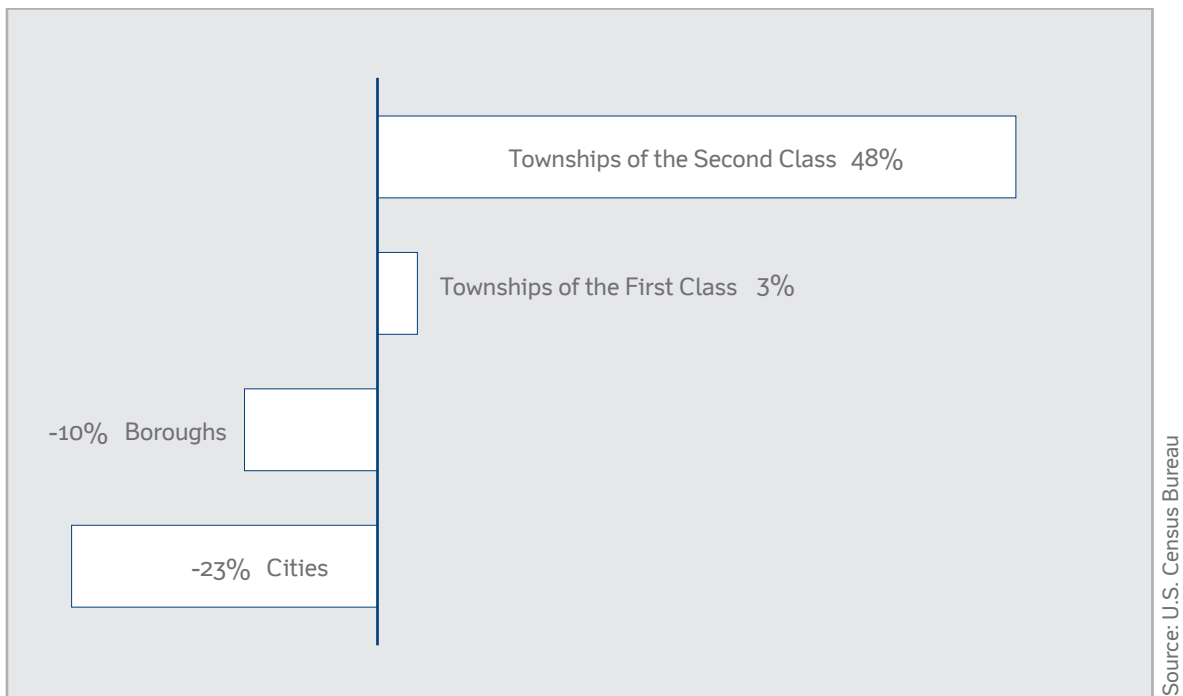 Townships of the Second Class 48%
Townships of the First Class 3%
-10% Boroughs
-23% Cities
Source: U.S. Census Bureau